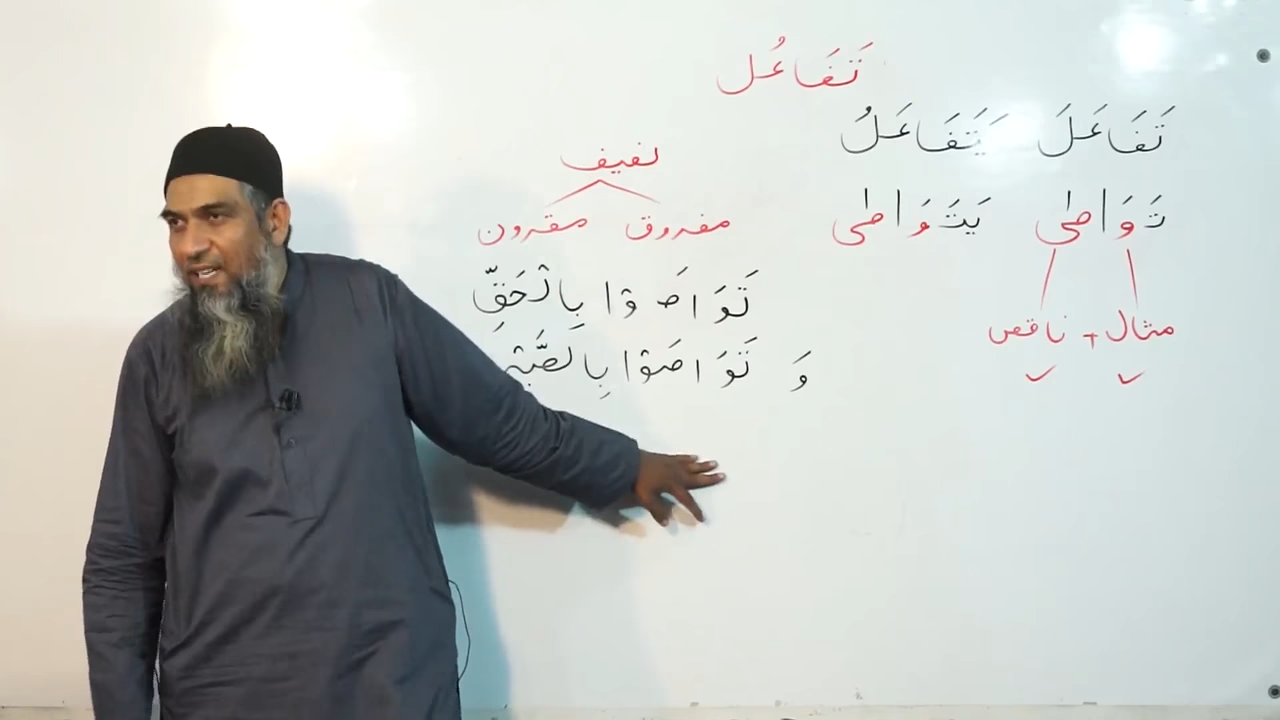 تَفَاعُل
تَفَاعَلَ يَتَفَاعَلُ
تَوَاصٰى يَتَوَاصٰى
مثال + ناقص
لفيف
مفروق مقرون
تَوَاصَوْا بِالْحَقِّ
وَ تَوَاصَوْا بِالصَّبْرِ